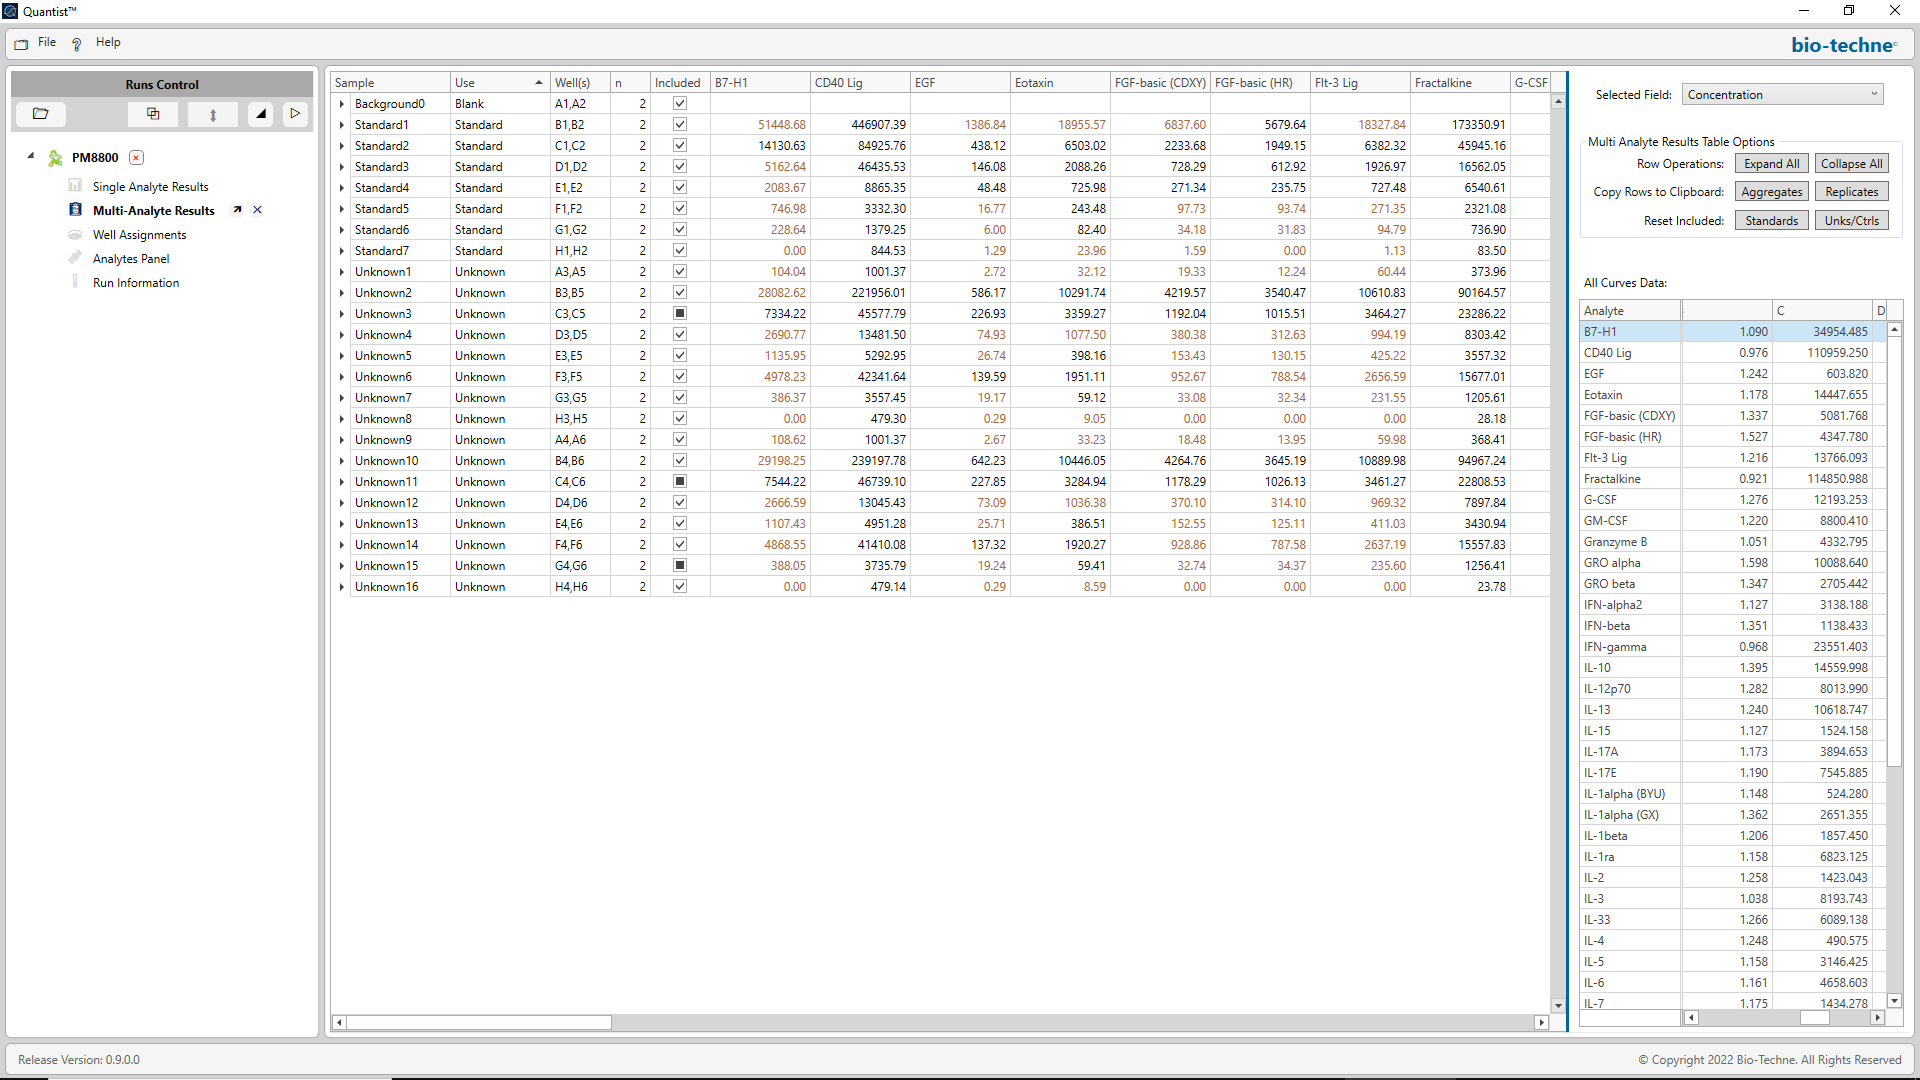 Quantist™
File Help
bio-techne®
Runs Control
PM8800
Single Analyte Results
Multi-Analyte Results
Well Assignments
Analytes Panel
Run Information
Sample Use Well(s) n Included B7-H1 CD40 Lig EGF Eotaxin FGF-basic (CDXY) FGF-basic (HR) Flt-3 Lig Fractalkine G-CSF
Background0 Blank A1,A2 2
Standard1 Standard B1,B2 2 51448.68 446907.39 1386.84 18955.57 6837.60 5679.64 18327.84 173350.91
Standard2 Standard C1,C2 2 14130.63 84925.76 438.12 6503.02 2233.68 1949.15 6382.32 45945.16
Standard3 Standard D1,D2 2 5162.64 46435.53 146.08 2088.26 728.29 612.92 1926.97 16562.05
Standard4 Standard E1,E2 2 2083.67 8865.35 48.48 725.98 271.34 235.75 727.48 6540.61
Standard5 Standard F1,F2 2 746.98 3332.30 16.77 243.48 97.73 93.74 271.35 2321.08
Standard6 Standard G1,G2 2 228.64 1379.25 6.00 82.40 34.18 31.83 94.79 736.90
Standard7 Standard H1,H2 2 0.00 844.53 1.29 23.96 1.59 0.00 1.13 83.50
Unknown1 Unknown A3,A5 2 104.04 1001.37 2.72 32.12 19.33 12.24 60.44 373.96
Unknown2 Unknown B3,B5 2 28082.62 221956.01 586.17 10291.74 4219.57 3540.47 10610.83 90164.57
Unknown3 Unknown C3,C5 2 7334.22 45577.79 226.93 3359.27 1192.04 1015.51 3464.27 23286.22
Unknown4 Unknown D3,D5 2 2690.77 13481.50 74.93 1077.50 380.38 312.63 994.19 8303.42
Unknown5 Unknown E3,E5 2 1135.95 5292.95 26.74 398.16 153.43 130.15 425.22 3557.32
Unknown6 Unknown F3,F5 2 4978.23 42341.64 139.59 1951.11 952.67 788.54 2656.59 15677.01
Unknown7 Unknown G3,G5 2 386.37 3557.45 19.17 59.12 33.08 32.34 231.55 1205.61
Unknown8 Unknown H3,H5 2 0.00 479.30 0.29 9.05 0.00 0.00 0.00 28.18
Unknown9 Unknown A4,A6 2 108.62 1001.37 2.67 33.23 18.48 13.95 59.98 368.41
Unknown10 Unknown B4,B6 2 29198.25 239197.78 642.23 10446.05 4264.76 3645.19 10889.98 94967.24
Unknown11 Unknown C4,C6 2 7544.22 46739.10 227.85 3284.94 1178.29 1026.13 3461.27 22808.53
Unknown12 Unknown D4,D6 2 2666.59 13045.43 73.09 1036.38 370.10 314.10 969.32 7897.84
Unknown13 Unknown E4,E6 2 1107.43 4951.28 25.71 386.51 152.55 125.11 411.03 3430.94
Unknown14 Unknown F4,F6 2 4868.55 41410.08 137.32 1920.27 928.86 787.58 2637.19 15557.83
Unknown15 Unknown G4,G6 2 388.05 3735.79 19.24 59.41 32.74 34.37 235.60 1256.41
Unknown16 Unknown H4,H6 2 0.00 479.14 0.29 8.59 0.00 0.00 0.00 23.78
Selected Field: Concentration
Multi Analyte Results Table Options
Row Operations: Expand All Collapse All
Copy Rows to Clipboard: Aggregates Replicates
Reset Included: Standards Unks/Ctrls
All Curves Data:
Analyte C D
B7-H1 1.090 34954.485
CD40 Lig 0.976 110959.250
EGF 1.242 603.820
Eotaxin 1.178 14447.655
FGF-basic (CDXY) 1.337 5081.768
FGF-basic (HR) 1.527 4347.780
Flt-3 Lig 1.216 13766.093
Fractalkine 0.921 114850.988
G-CSF 1.276 12193.253
GM-CSF 1.220 8800.410
Granzyme B 1.051 4332.795
GRO alpha 1.598 10088.640
GRO beta 1.347 2705.442
IFN-alpha2 1.127 3138.188
IFN-beta 1.351 1138.433
IFN-gamma 0.968 23551.403
IL-10 1.395 14559.998
IL-12p70 1.282 8013.990
IL-13 1.240 10618.747
IL-15 1.127 1524.158
IL-17A 1.173 3894.653
IL-17E 1.190 7545.885
IL-1alpha (BYU) 1.148 524.280
IL-1alpha (GX) 1.362 2651.355
IL-1beta 1.206 1857.450
IL-1ra 1.158 6823.125
IL-2 1.258 1423.043
IL-3 1.038 8193.743
IL-33 1.266 6089.138
IL-4 1.248 490.575
IL-5 1.158 3146.425
IL-6 1.161 4658.603
IL-7 1.175 1434.278
Release Version: 0.9.0.0
© Copyright 2022 Bio-Techne. All Rights Reserved